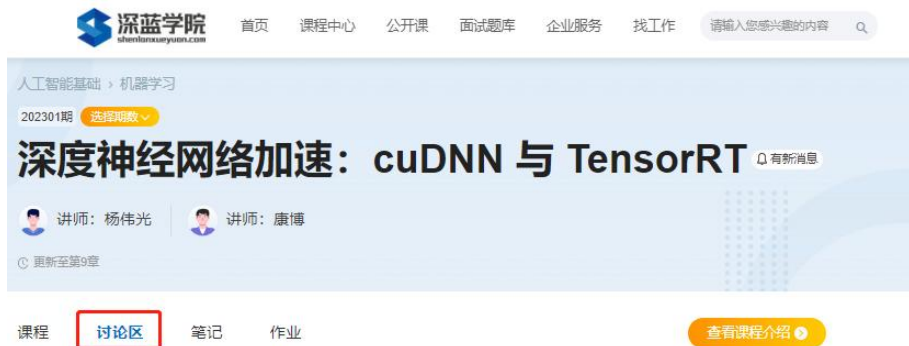 深蓝学院
shenlanxueyuan.com
首页 课程中心 公开课 面试题库 企业服务 找工作 请输入您感兴趣的内容
人工智能基础 › 机器学习
202301期 选择期数
深度神经网络加速：cuDNN 与 TensorRT 有新消息
讲师：杨伟光 讲师：康博
更新至第9章
课程 讨论区 笔记 作业 查看课程介绍